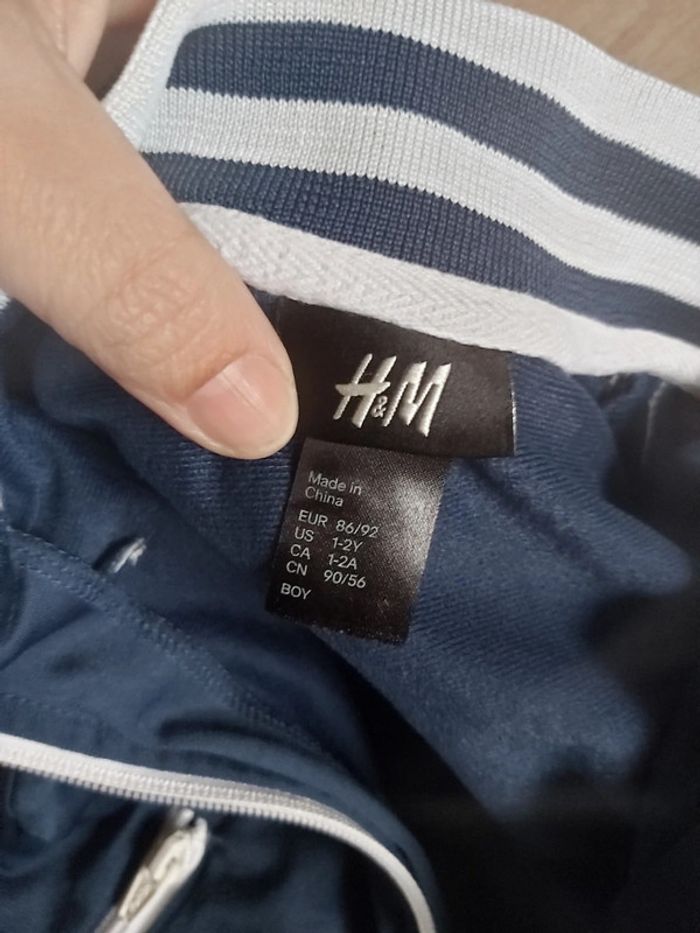 H&M
Made in
China
EUR 86/92
US 1-2Y
CA 1-2A
CN 90/56
BOY